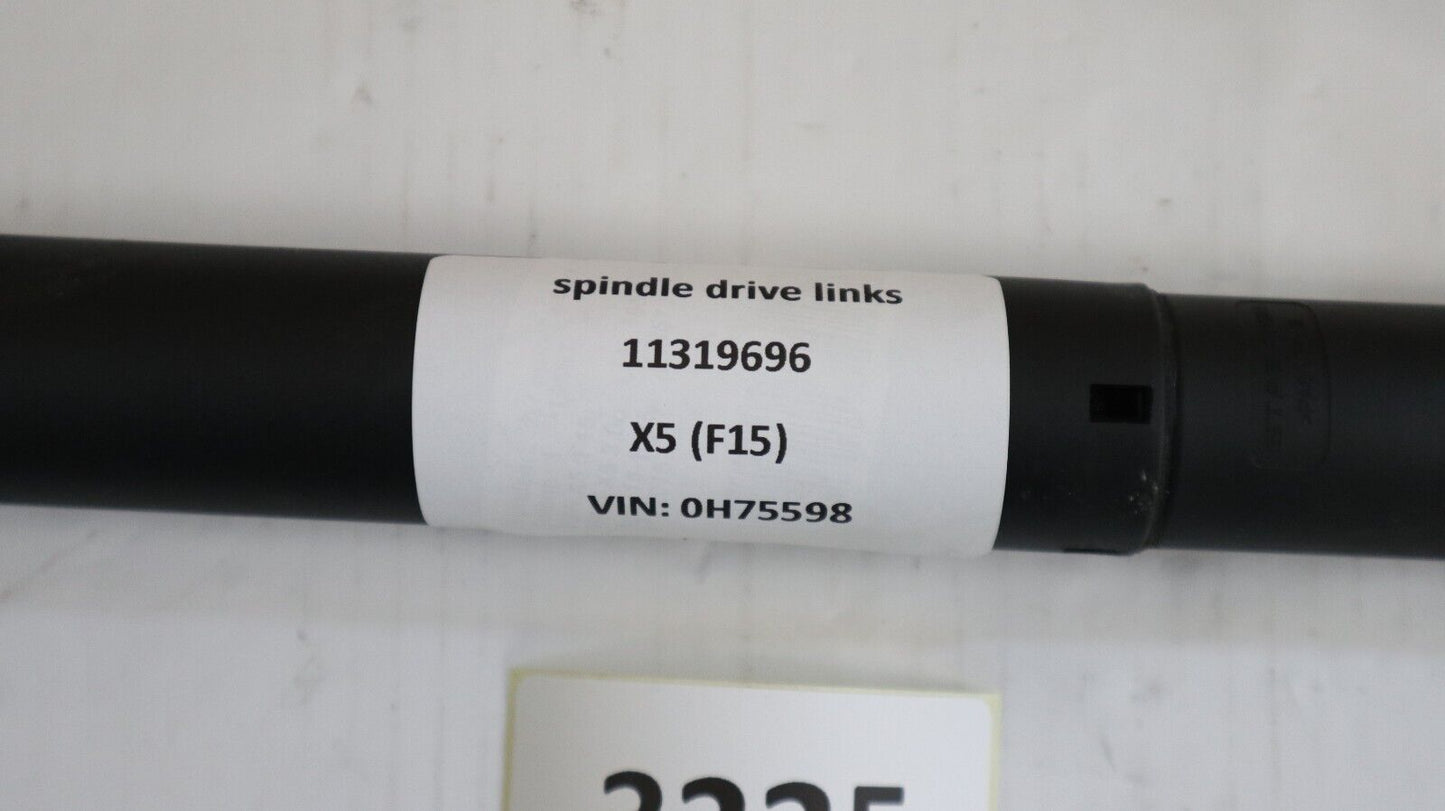 spindle drive links
11319696
X5 (F15)
VIN: 0H75598